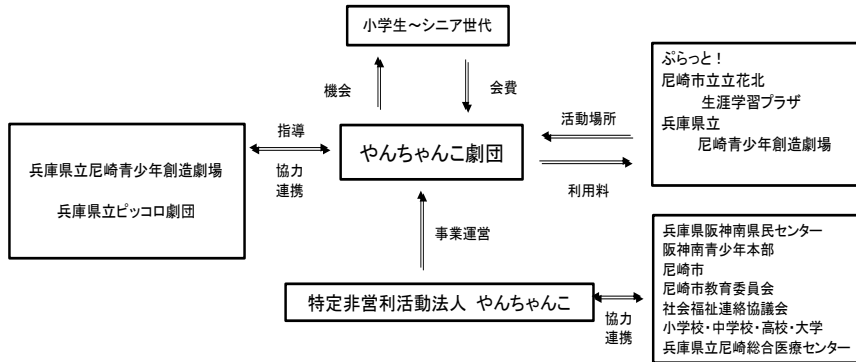 小学生～シニア世代
機会
会費
ぷらっと！
尼崎市立立花北
生涯学習プラザ
兵庫県立
尼崎青少年創造劇場
活動場所
利用料
指導
協力
連携
兵庫県立尼崎青少年創造劇場
兵庫県立ピッコロ劇団
やんちゃんこ劇団
事業運営
特定非営利活動法人 やんちゃんこ
協力
連携
兵庫県阪神南県民センター
阪神南青少年本部
尼崎市
尼崎市教育委員会
社会福祉連絡協議会
小学校・中学校・高校・大学
兵庫県立尼崎総合医療センター